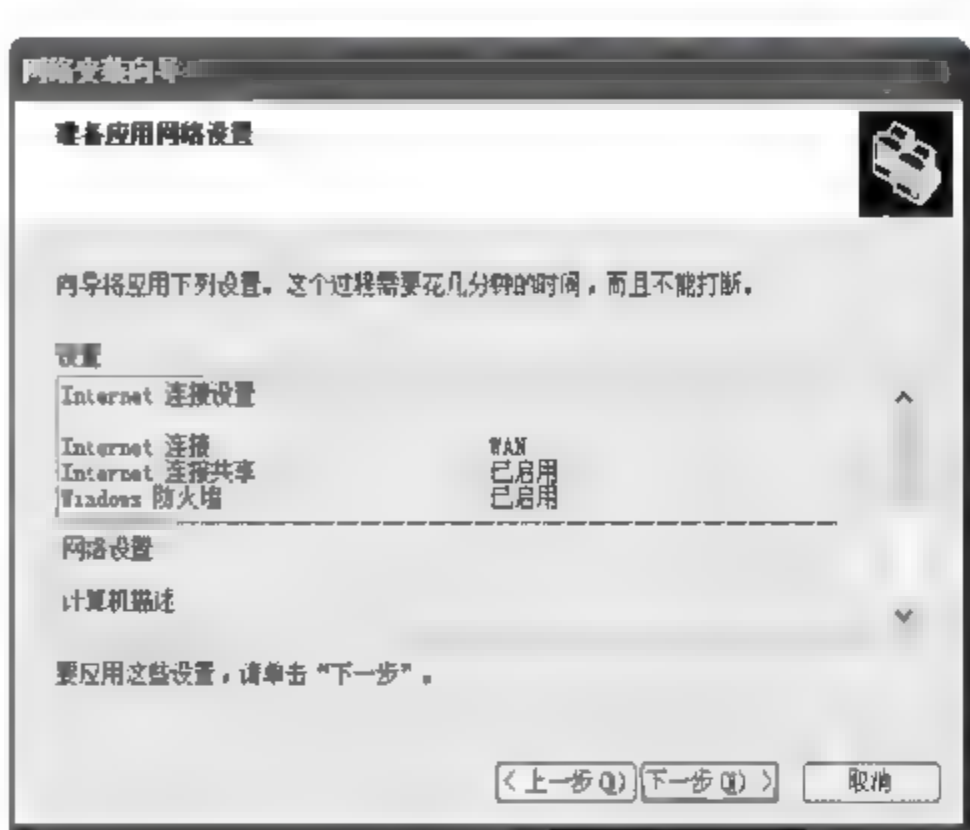 网络安装向导
准备应用网络设置
向导将应用下列设置。这个过程需要花几分钟的时间，而且不能打断。
设置
Internet 连接设置
Internet 连接 WAN
Internet 连接共享 已启用
Windows 防火墙 已启用
网络设置
计算机描述
要应用这些设置，请单击“下一步”。
< 上一步(B) 下一步(N) > 取消